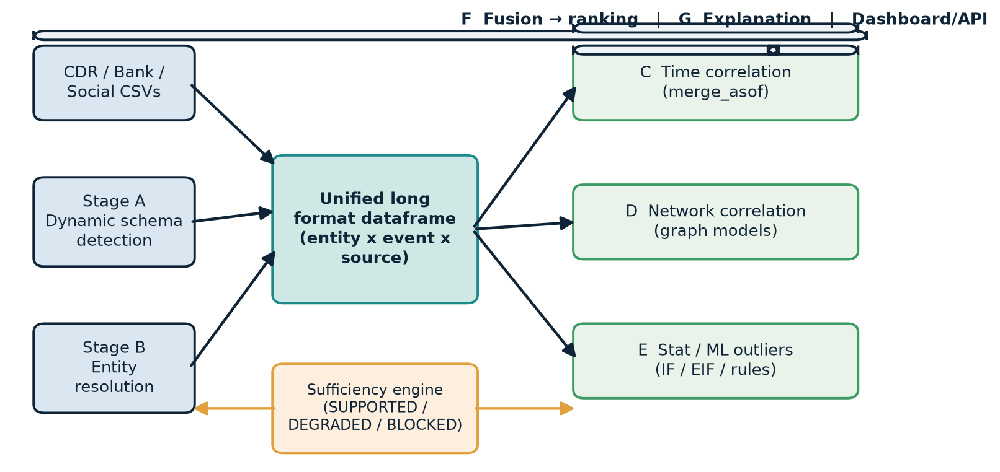 F  Fusion → ranking   |   G  Explanation   |   Dashboard/API
CDR / Bank /
Social CSVs
Stage A
Dynamic schema
detection
Stage B
Entity
resolution
Unified long
format dataframe
(entity x event x
source)
Sufficiency engine
(SUPPORTED /
DEGRADED / BLOCKED)
C  Time correlation
(merge_asof)
D  Network correlation
(graph models)
E  Stat / ML outliers
(IF / EIF / rules)